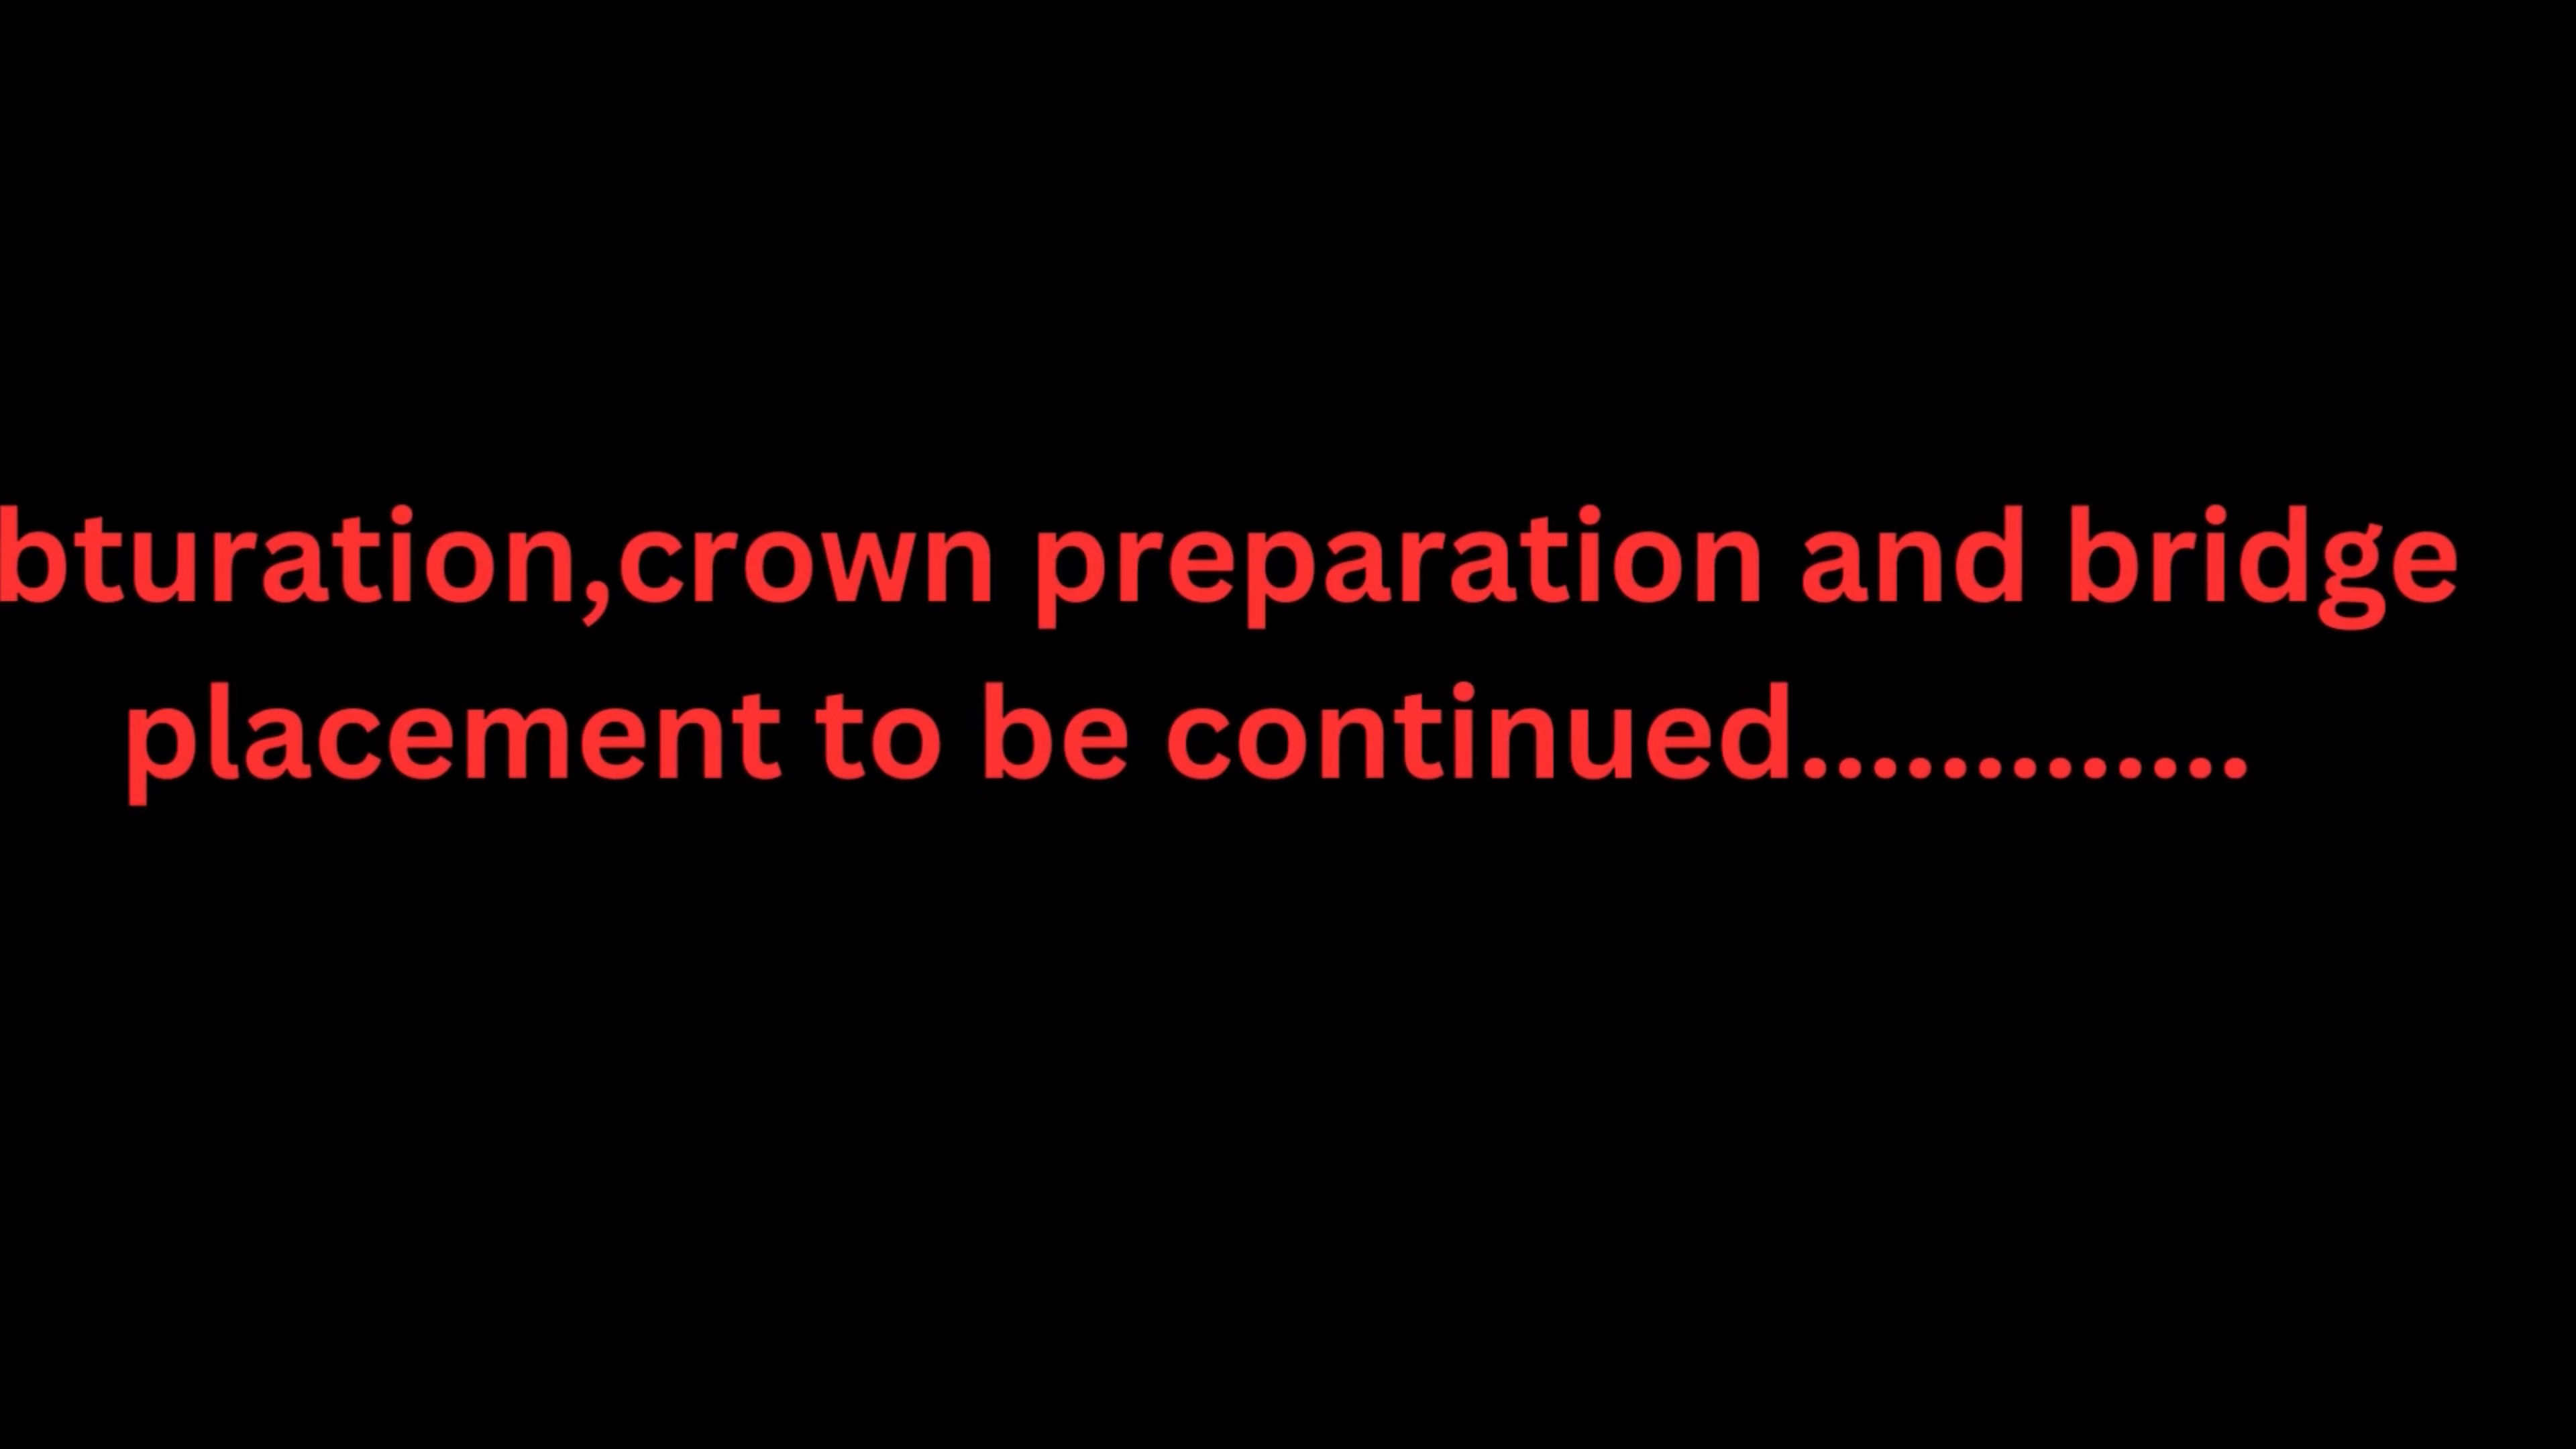 bturation,crown preparation and bridge
placement to be continued.............